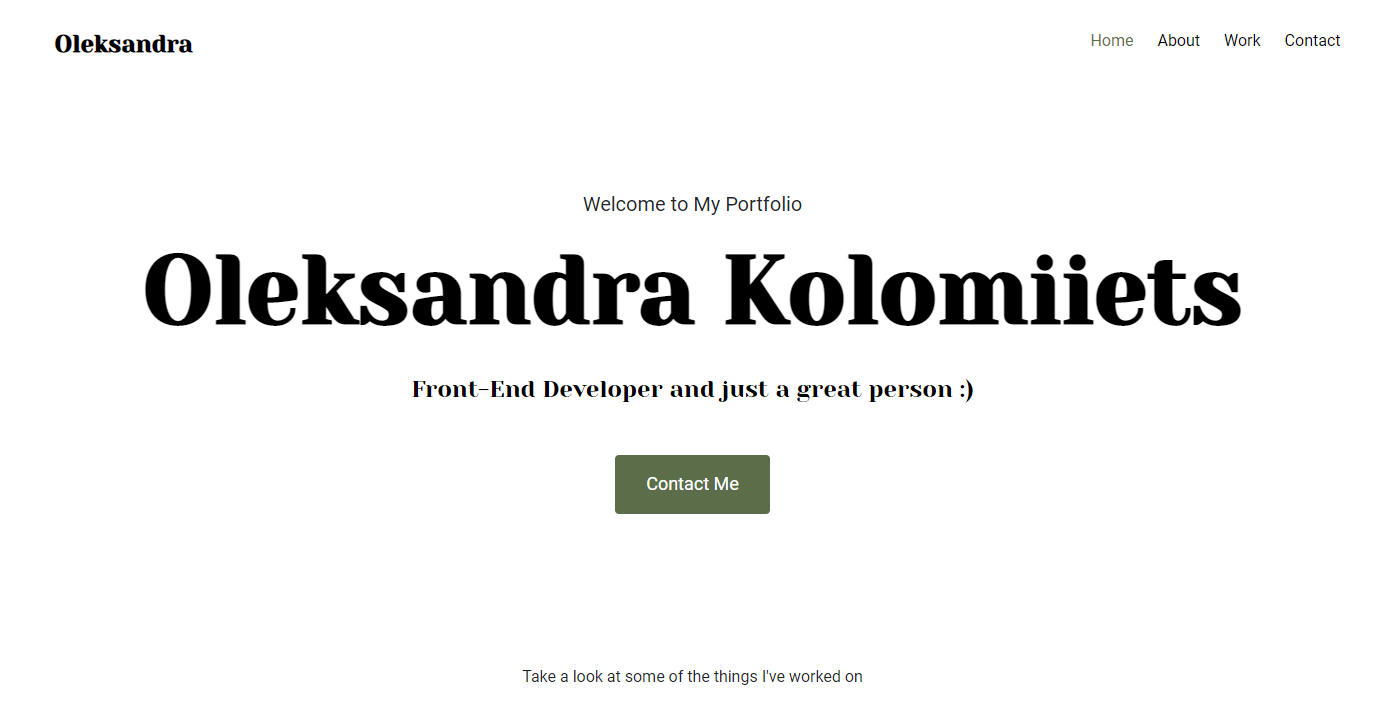 Oleksandra
Home About Work Contact
Welcome to My Portfolio
Oleksandra Kolomiiets
Front-End Developer and just a great person :)
Contact Me
Take a look at some of the things I've worked on